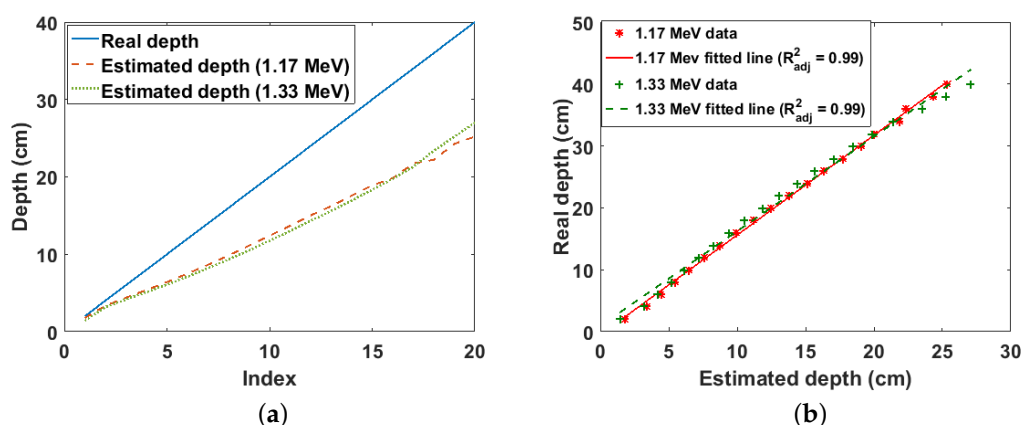 40
30
20
10
0
Depth (cm)
Real depth
Estimated depth (1.17 MeV)
Estimated depth (1.33 MeV)
0 5 10 15 20
Index
(a)
50
40
30
20
10
0
Real depth (cm)
1.17 MeV data
1.17 Mev fitted line (R²adj = 0.99)
1.33 MeV data
1.33 MeV fitted line (R²adj = 0.99)
0 5 10 15 20 25 30
Estimated depth (cm)
(b)